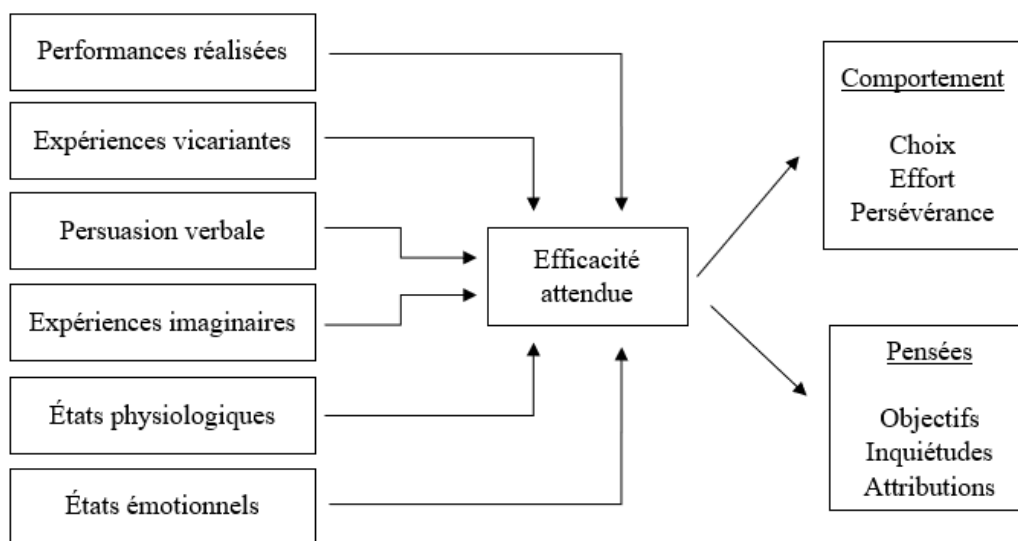 Performances réalisées
Expériences vicariantes
Persuasion verbale
Expériences imaginaires
États physiologiques
États émotionnels
Efficacité
attendue
Comportement
Choix
Effort
Persévérance
Pensées
Objectifs
Inquiétudes
Attributions